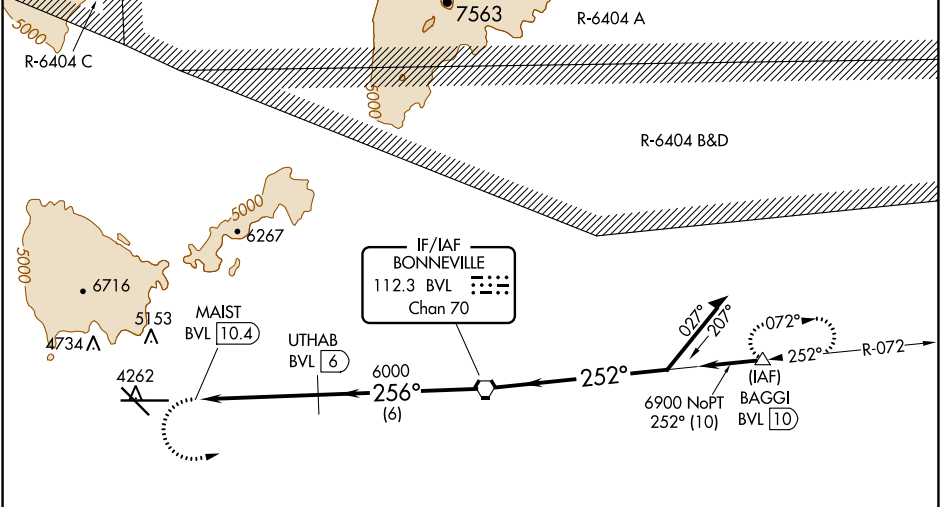 5000
R-6404 C
7563
R-6404 A
5000
R-6404 B&D
5000
6267
5000
6716
4734
5153
MAIST
BVL 10.4
UTHAB
BVL 6
IF/IAF
BONNEVILLE
112.3 BVL
Chan 70
4262
6000
256°
(6)
252°
027°
207°
072°
252°
R-072
6900 NoPT
252° (10)
(IAF)
BAGGI
BVL 10